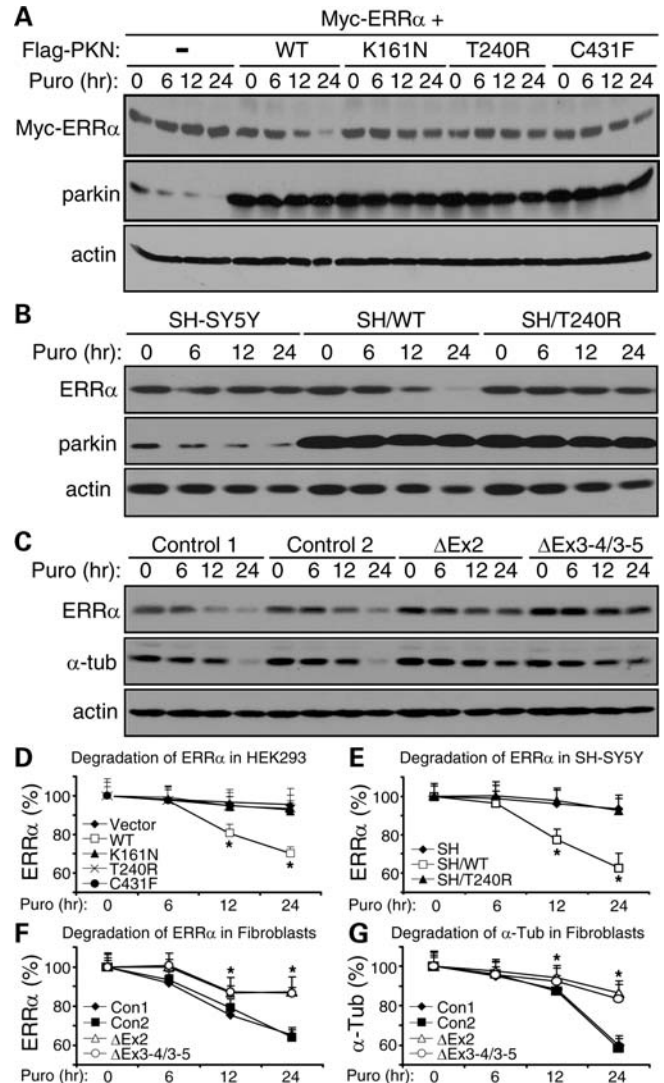 A
Myc-ERRα +
Flag-PKN: – WT K161N T240R C431F
Puro (hr): 0 6 12 24 0 6 12 24 0 6 12 24 0 6 12 24 0 6 12 24
Myc-ERRα
parkin
actin
B
SH-SY5Y SH/WT SH/T240R
Puro (hr): 0 6 12 24 0 6 12 24 0 6 12 24
ERRα
parkin
actin
C
Control 1 Control 2 ΔEx2 ΔEx3-4/3-5
Puro (hr): 0 6 12 24 0 6 12 24 0 6 12 24 0 6 12 24
ERRα
α-tub
actin
D Degradation of ERRα in HEK293
ERRα (%)
100
80
60
Vector
WT
K161N
T240R
C431F
* *
Puro (hr): 0 6 12 24
E Degradation of ERRα in SH-SY5Y
ERRα (%)
100
80
60
SH
SH/WT
SH/T240R
* *
Puro (hr): 0 6 12 24
F Degradation of ERRα in Fibroblasts
ERRα (%)
100
80
60
Con1
Con2
ΔEx2
ΔEx3-4/3-5
* *
Puro (hr): 0 6 12 24
G Degradation of α-Tub in Fibroblasts
α-Tub (%)
100
80
60
Con1
Con2
ΔEx2
ΔEx3-4/3-5
* *
Puro (hr): 0 6 12 24